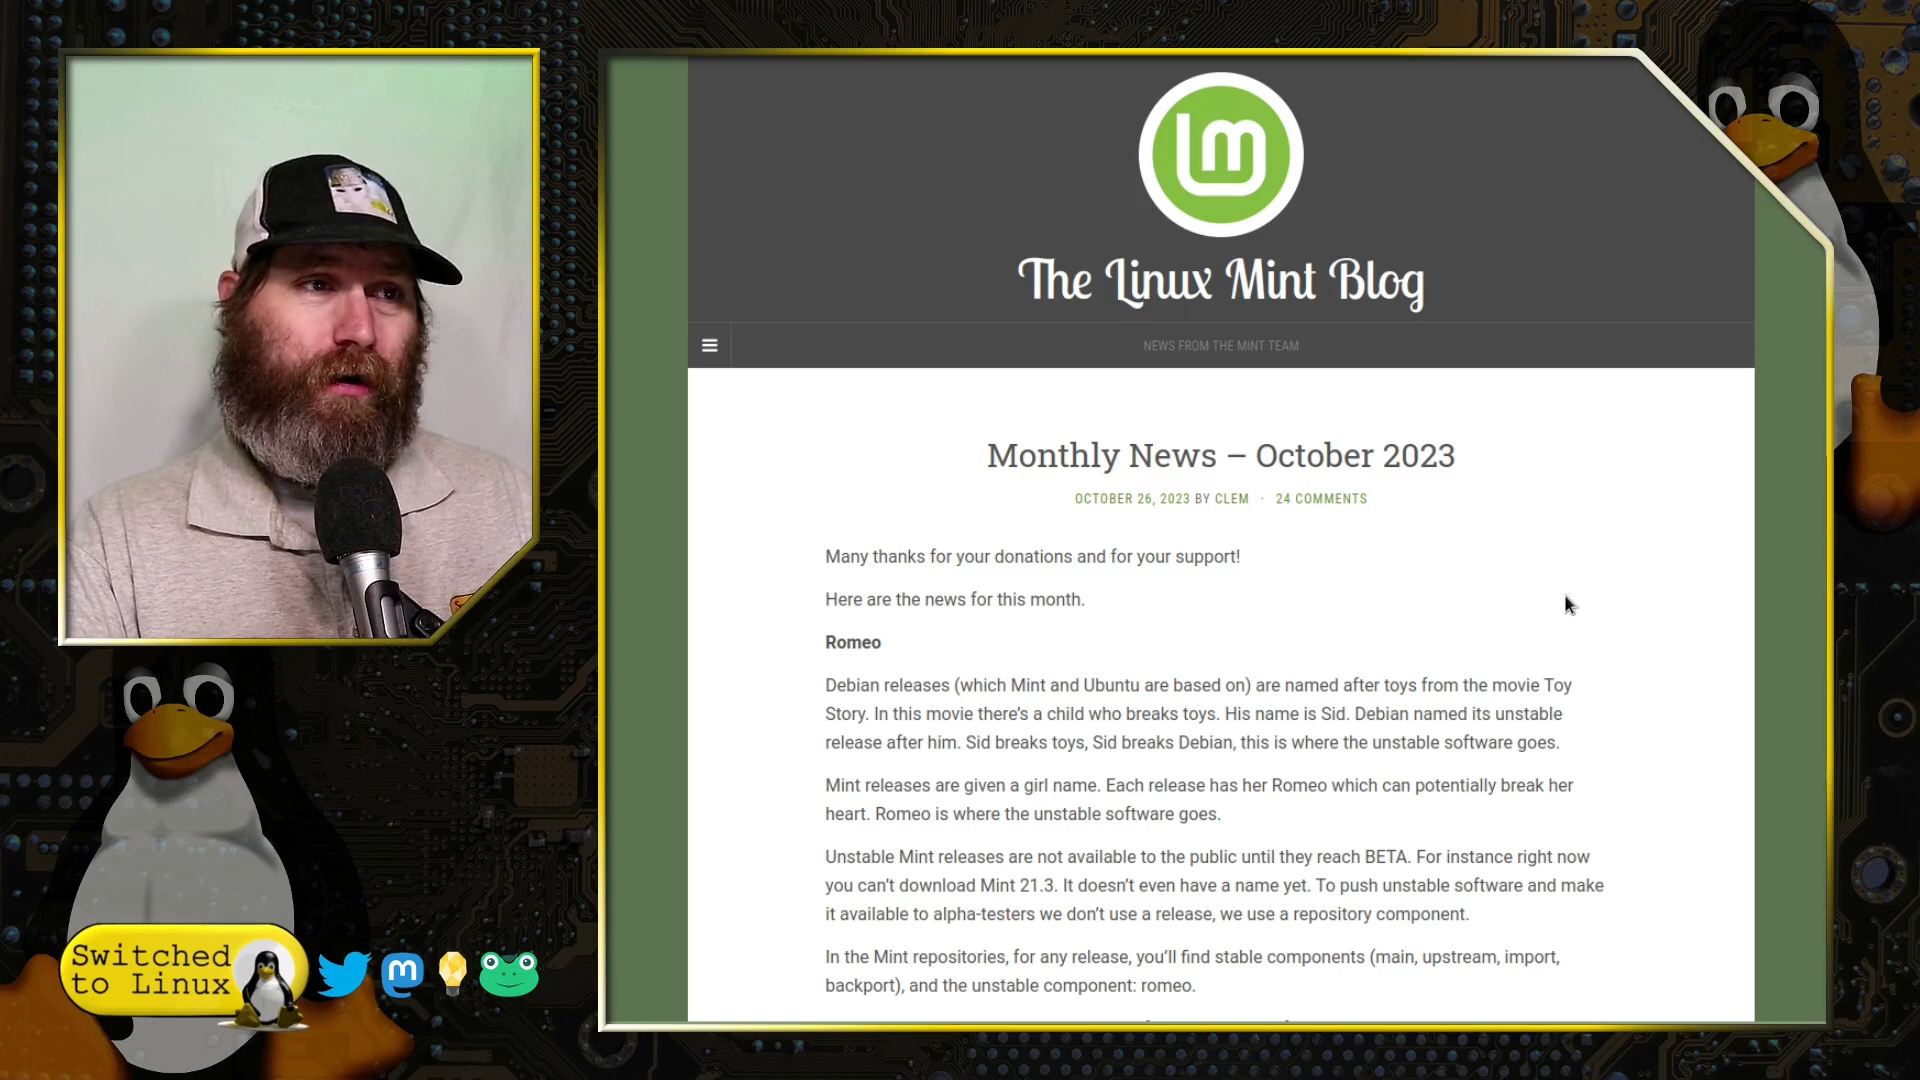 The Linux Mint Blog
NEWS FROM THE MINT TEAM
Monthly News – October 2023
OCTOBER 26, 2023 BY CLEM · 24 COMMENTS
Many thanks for your donations and for your support!
Here are the news for this month.
Romeo
Debian releases (which Mint and Ubuntu are based on) are named after toys from the movie Toy
Story. In this movie there’s a child who breaks toys. His name is Sid. Debian named its unstable
release after him. Sid breaks toys, Sid breaks Debian, this is where the unstable software goes.
Mint releases are given a girl name. Each release has her Romeo which can potentially break her
heart. Romeo is where the unstable software goes.
Unstable Mint releases are not available to the public until they reach BETA. For instance right now
you can’t download Mint 21.3. It doesn’t even have a name yet. To push unstable software and make
it available to alpha-testers we don’t use a release, we use a repository component.
In the Mint repositories, for any release, you’ll find stable components (main, upstream, import,
backport), and the unstable component: romeo.
Switched
to Linux